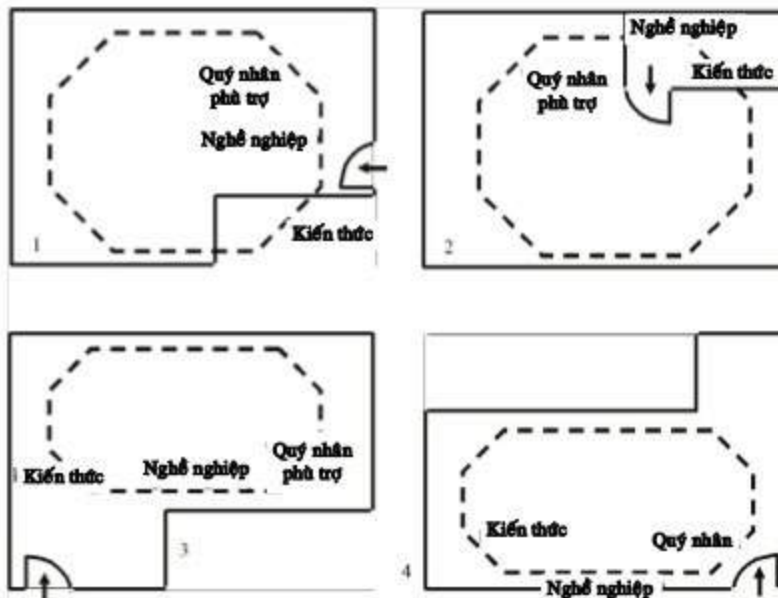 Quý nhân
phù trợ
Nghề nghiệp
Kiến thức
1
Nghề nghiệp
Quý nhân
phù trợ
Kiến thức
2
Kiến thức
Nghề nghiệp
Quý nhân
phù trợ
3
Kiến thức
Quý nhân
Nghề nghiệp
4